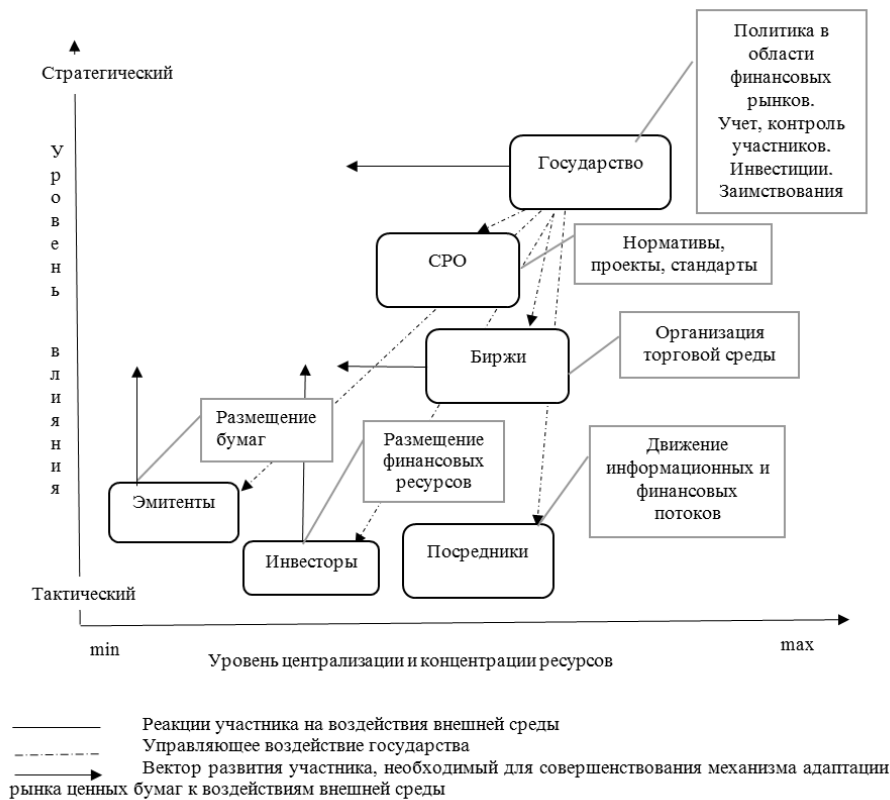 Политика в
области
финансовых
рынков.
Учет, контроль
участников.
Инвестиции.
Заимствования
Стратегический
Государство
Уровень влияния
СРО
Нормативы,
проекты, стандарты
Биржи
Организация
торговой среды
Размещение
бумаг
Размещение
финансовых
ресурсов
Движение
информационных и
финансовых
потоков
Эмитенты
Инвесторы
Посредники
Тактический
min
max
Уровень централизации и концентрации ресурсов
Реакции участника на воздействия внешней среды
Управляющее воздействие государства
Вектор развития участника, необходимый для совершенствования механизма адаптации
рынка ценных бумаг к воздействиям внешней среды